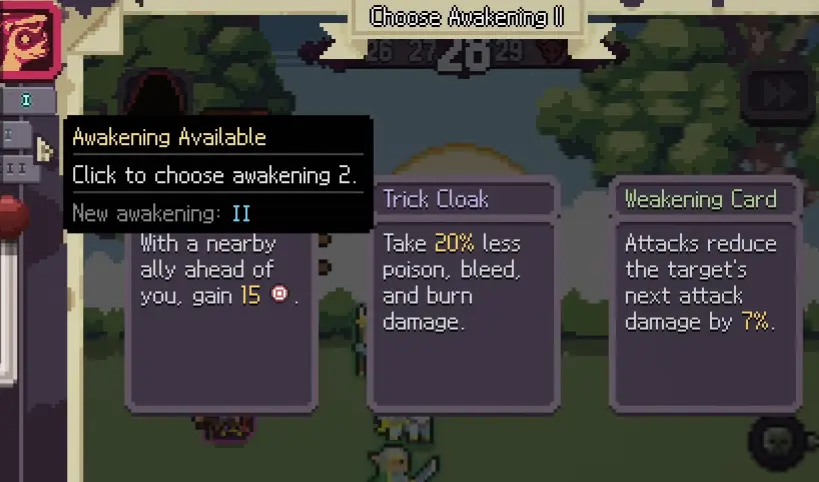 Choose Awakening II
26 27 28 29
I
I
II
Awakening Available
Click to choose awakening 2.
New awakening: II
With a nearby
ally ahead of
you, gain 15 .
Trick Cloak
Take 20% less
poison, bleed,
and burn
damage.
Weakening Card
Attacks reduce
the target's
next attack
damage by 7%.